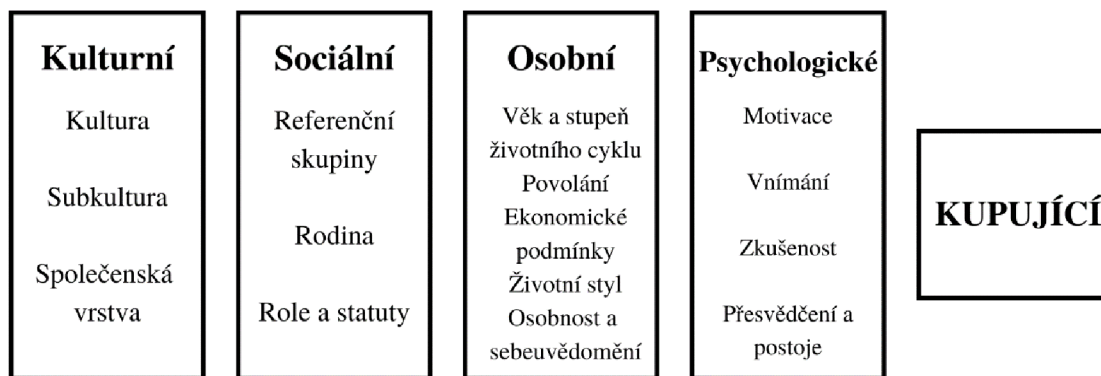 Kulturní
Kultura
Subkultura
Společenská
vrstva
Sociální
Referenční
skupiny
Rodina
Role a statuty
Osobní
Věk a stupeň
životního cyklu
Povolání
Ekonomické
podmínky
Životní styl
Osobnost a
sebeuvědomění
Psychologické
Motivace
Vnímání
Zkušenost
Přesvědčení a
postoje
KUPUJÍCÍ